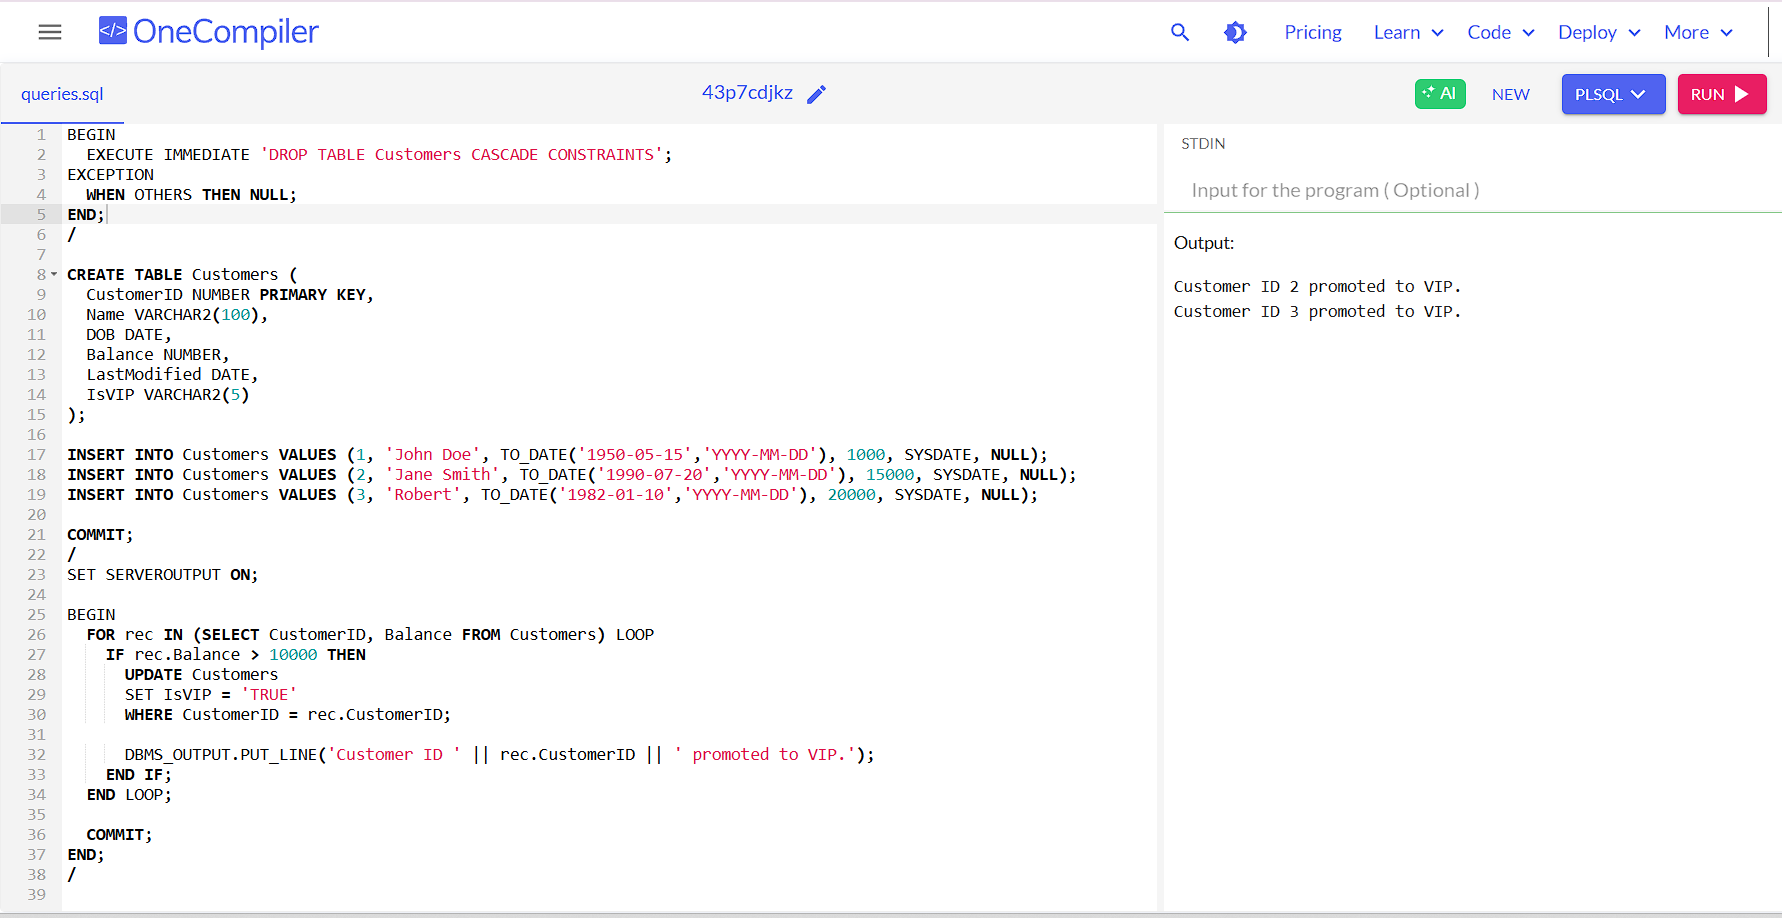 </> OneCompiler
Pricing Learn Code Deploy More
queries.sql
43p7cdjkz
AI NEW PLSQL RUN
1 BEGIN
2   EXECUTE IMMEDIATE 'DROP TABLE Customers CASCADE CONSTRAINTS';
3 EXCEPTION
4   WHEN OTHERS THEN NULL;
5 END;
6 /
7
8 CREATE TABLE Customers (
9   CustomerID NUMBER PRIMARY KEY,
10   Name VARCHAR2(100),
11   DOB DATE,
12   Balance NUMBER,
13   LastModified DATE,
14   IsVIP VARCHAR2(5)
15 );
16
17 INSERT INTO Customers VALUES (1, 'John Doe', TO_DATE('1950-05-15','YYYY-MM-DD'), 1000, SYSDATE, NULL);
18 INSERT INTO Customers VALUES (2, 'Jane Smith', TO_DATE('1990-07-20','YYYY-MM-DD'), 15000, SYSDATE, NULL);
19 INSERT INTO Customers VALUES (3, 'Robert', TO_DATE('1982-01-10','YYYY-MM-DD'), 20000, SYSDATE, NULL);
20
21 COMMIT;
22 /
23 SET SERVEROUTPUT ON;
24
25 BEGIN
26   FOR rec IN (SELECT CustomerID, Balance FROM Customers) LOOP
27     IF rec.Balance > 10000 THEN
28       UPDATE Customers
29       SET IsVIP = 'TRUE'
30       WHERE CustomerID = rec.CustomerID;
31
32       DBMS_OUTPUT.PUT_LINE('Customer ID ' || rec.CustomerID || ' promoted to VIP.');
33     END IF;
34   END LOOP;
35
36   COMMIT;
37 END;
38 /
39
STDIN
Input for the program ( Optional )
Output:
Customer ID 2 promoted to VIP.
Customer ID 3 promoted to VIP.